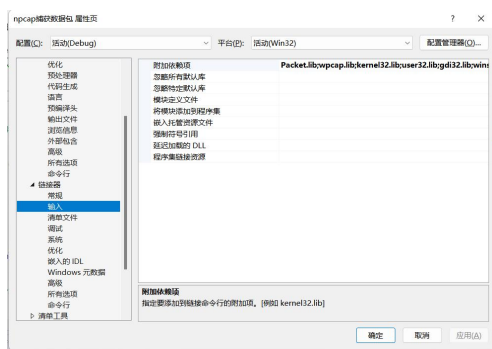 npcap捕获数据包 属性页
? ×
配置(C): 活动(Debug) 平台(P): 活动(Win32) 配置管理器(O)...
优化
预处理器
代码生成
语言
预编译头
输出文件
浏览信息
外部包含
高级
所有选项
命令行
链接器
常规
输入
清单文件
调试
系统
优化
嵌入的 IDL
Windows 元数据
高级
所有选项
命令行
清单工具
附加依赖项 Packet.lib;wpcap.lib;kernel32.lib;user32.lib;gdi32.lib;wins
忽略所有默认库
忽略特定默认库
模块定义文件
将模块添加到程序集
嵌入托管资源文件
强制符号引用
延迟加载的 DLL
程序集链接资源
附加依赖项
指定要添加到链接命令行的附加项。[例如 kernel32.lib]
确定 取消 应用(A)